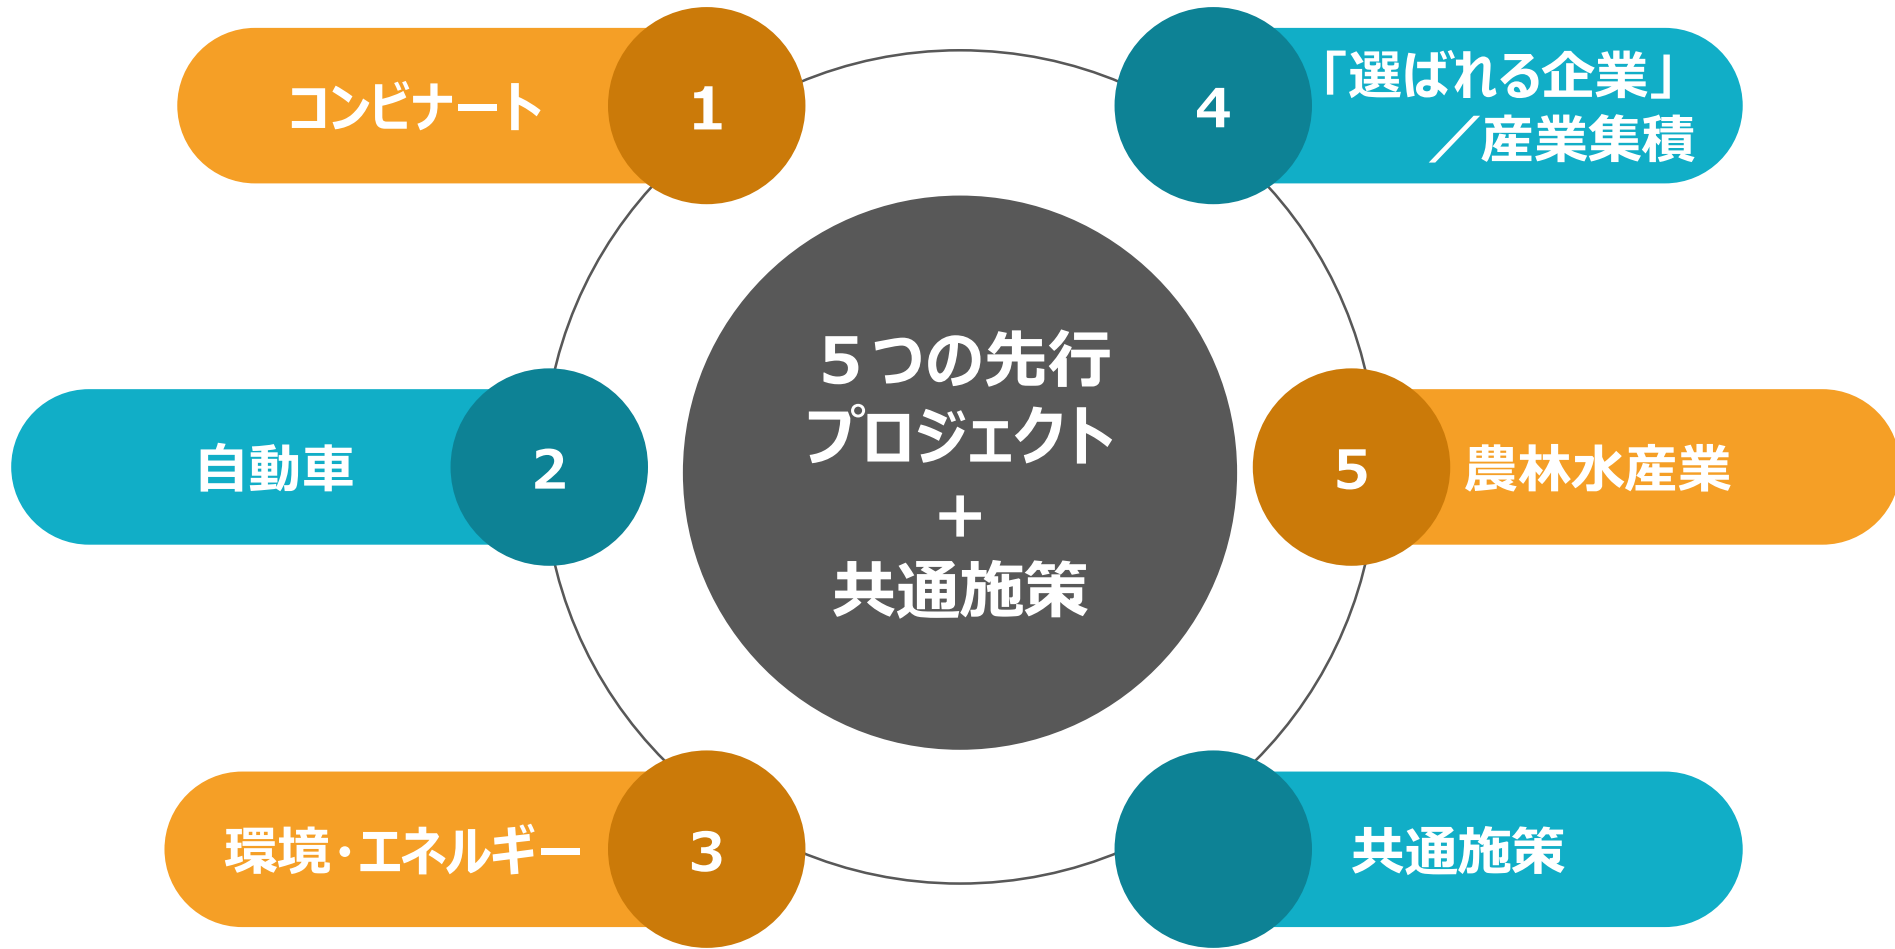 コンビナート
1
自動車
2
環境・エネルギー
3
５つの先行
プロジェクト
＋
共通施策
4
「選ばれる企業」
／産業集積
5
農林水産業
共通施策